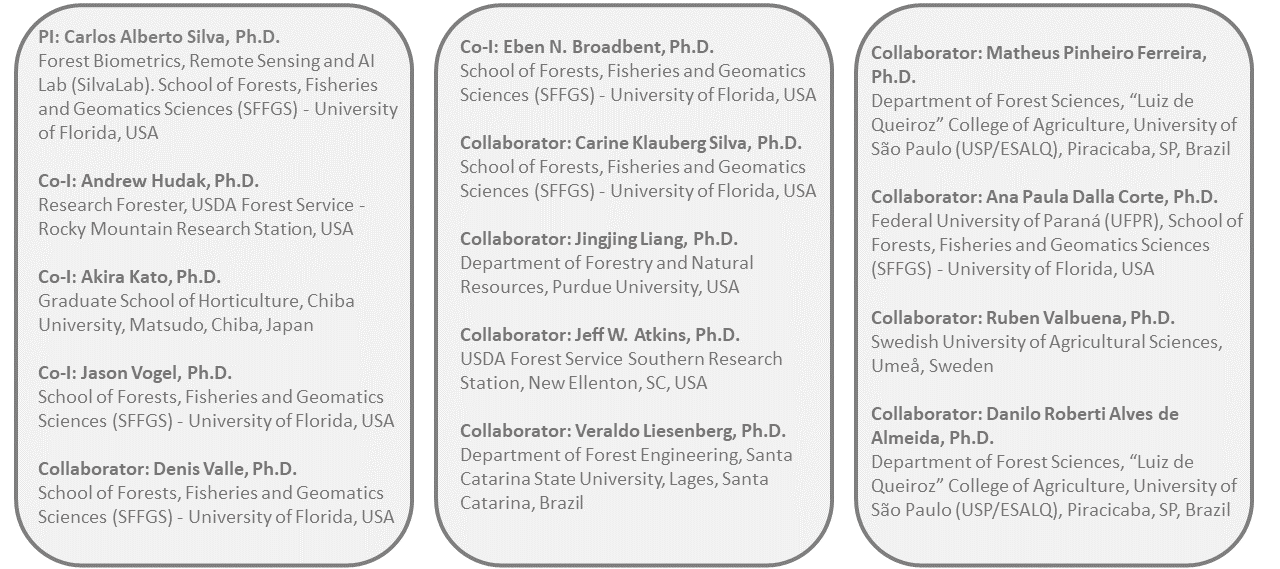 PI: Carlos Alberto Silva, Ph.D.
Forest Biometrics, Remote Sensing and AI
Lab (SilvaLab). School of Forests, Fisheries
and Geomatics Sciences (SFFGS) - University
of Florida, USA
Co-I: Andrew Hudak, Ph.D.
Research Forester, USDA Forest Service -
Rocky Mountain Research Station, USA
Co-I: Akira Kato, Ph.D.
Graduate School of Horticulture, Chiba
University, Matsudo, Chiba, Japan
Co-I: Jason Vogel, Ph.D.
School of Forests, Fisheries and Geomatics
Sciences (SFFGS) - University of Florida, USA
Collaborator: Denis Valle, Ph.D.
School of Forests, Fisheries and Geomatics
Sciences (SFFGS) - University of Florida, USA
Co-I: Eben N. Broadbent, Ph.D.
School of Forests, Fisheries and Geomatics
Sciences (SFFGS) - University of Florida, USA
Collaborator: Carine Klauberg Silva, Ph.D.
School of Forests, Fisheries and Geomatics
Sciences (SFFGS) - University of Florida, USA
Collaborator: Jingjing Liang, Ph.D.
Department of Forestry and Natural
Resources, Purdue University, USA
Collaborator: Jeff W. Atkins, Ph.D.
USDA Forest Service Southern Research
Station, New Ellenton, SC, USA
Collaborator: Veraldo Liesenberg, Ph.D.
Department of Forest Engineering, Santa
Catarina State University, Lages, Santa
Catarina, Brazil
Collaborator: Matheus Pinheiro Ferreira,
Ph.D.
Department of Forest Sciences, “Luiz de
Queiroz” College of Agriculture, University of
São Paulo (USP/ESALQ), Piracicaba, SP, Brazil
Collaborator: Ana Paula Dalla Corte, Ph.D.
Federal University of Paraná (UFPR), School of
Forests, Fisheries and Geomatics Sciences
(SFFGS) - University of Florida, USA
Collaborator: Ruben Valbuena, Ph.D.
Swedish University of Agricultural Sciences,
Umeå, Sweden
Collaborator: Danilo Roberti Alves de
Almeida, Ph.D.
Department of Forest Sciences, “Luiz de
Queiroz” College of Agriculture, University of
São Paulo (USP/ESALQ), Piracicaba, SP, Brazil